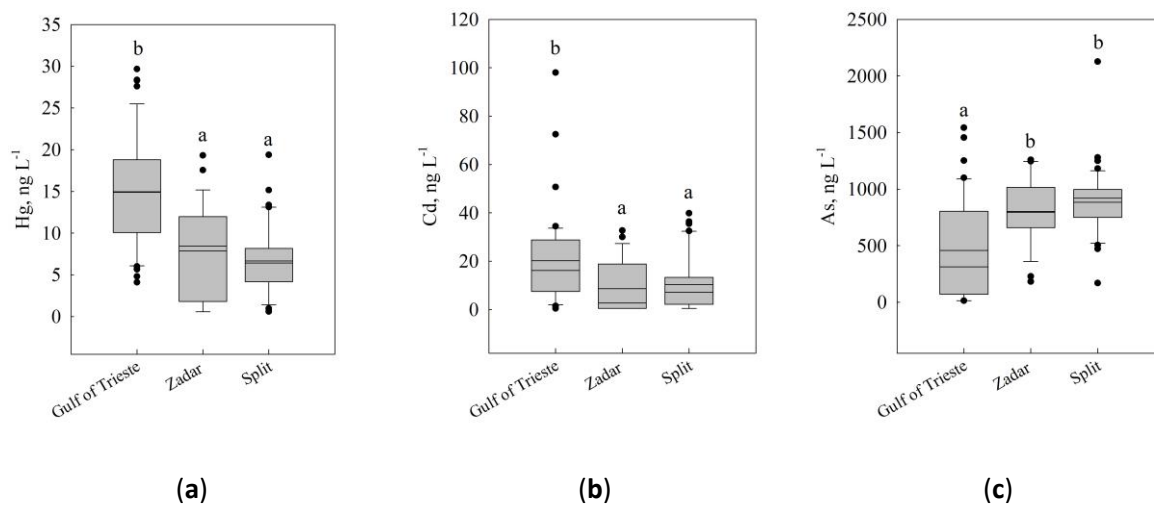 35
30
25
20
15
10
5
0
Hg, ng L⁻¹
b
a
a
Gulf of Trieste
Zadar
Split
(a)
120
100
80
60
40
20
0
Cd, ng L⁻¹
b
a
a
Gulf of Trieste
Zadar
Split
(b)
2500
2000
1500
1000
500
0
As, ng L⁻¹
a
b
b
Gulf of Trieste
Zadar
Split
(c)